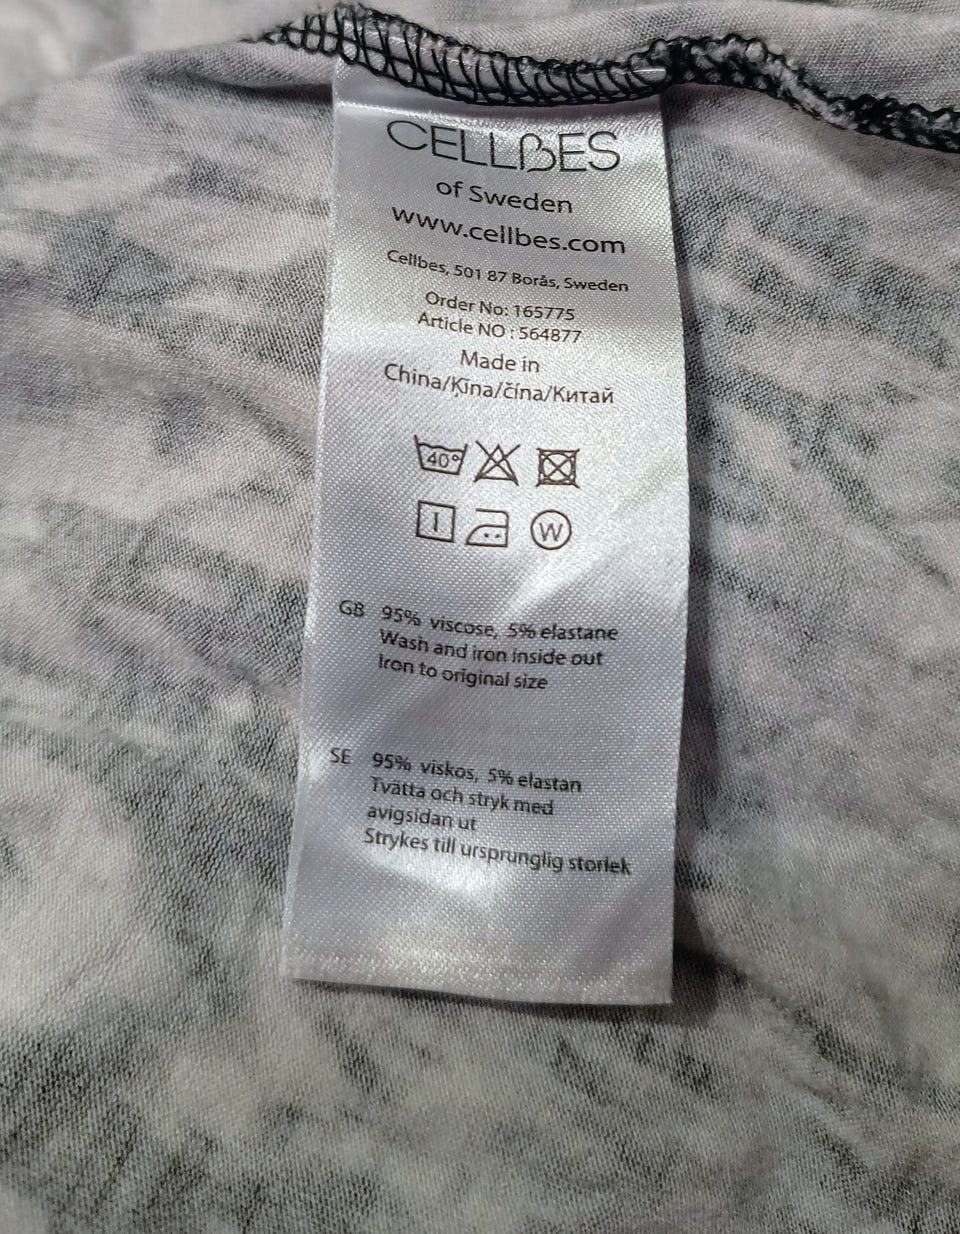 CELLBES
of Sweden
www.cellbes.com
Cellbes, 501 87 Borås, Sweden
Order No: 165775
Article NO : 564877
Made in
China/Ķīna/čína/Китай
40°
I W
GB 95% viscose, 5% elastane
Wash and iron inside out
Iron to original size
SE 95% viskos, 5% elastan
Tvätta och stryk med
avigsidan ut
Strykes till ursprunglig storlek